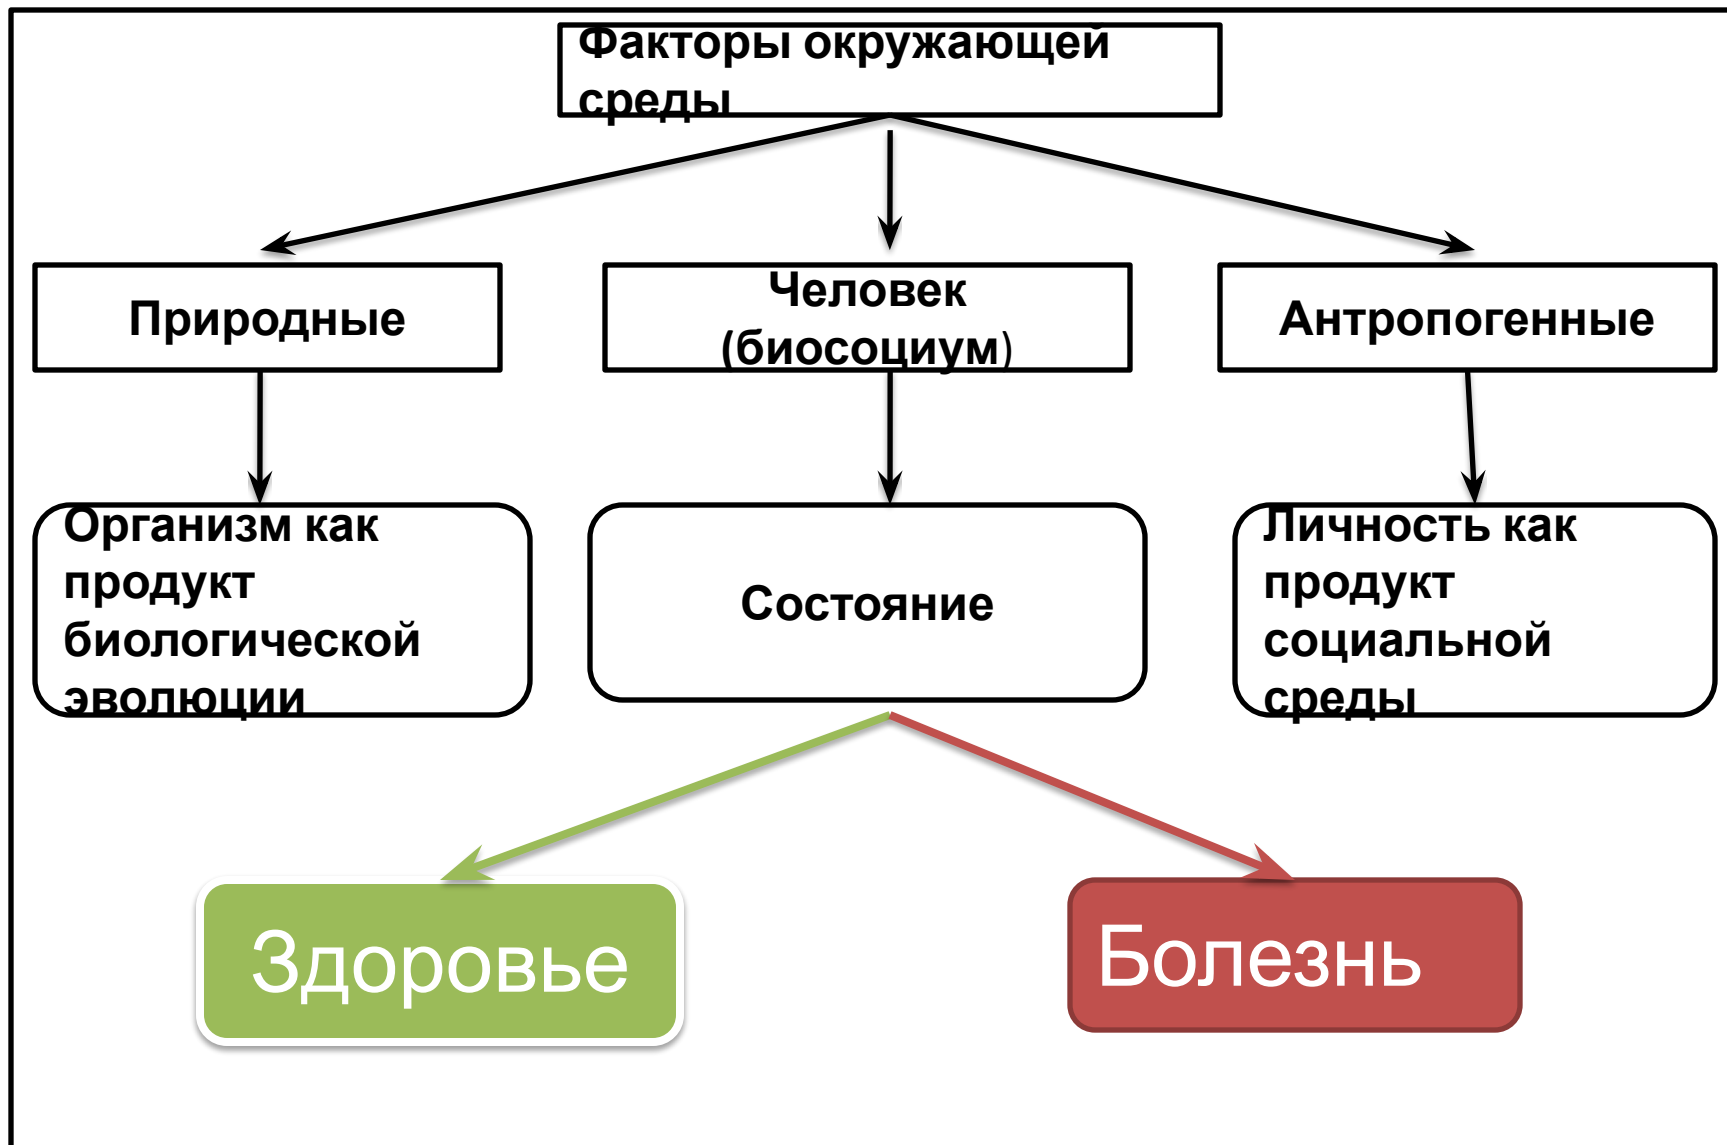 Факторы окружающей
среды
Природные
Человек
(биосоциум)
Антропогенные
Организм как
продукт
биологической
эволюции
Состояние
Личность как
продукт
социальной
среды
Здоровье
Болезнь